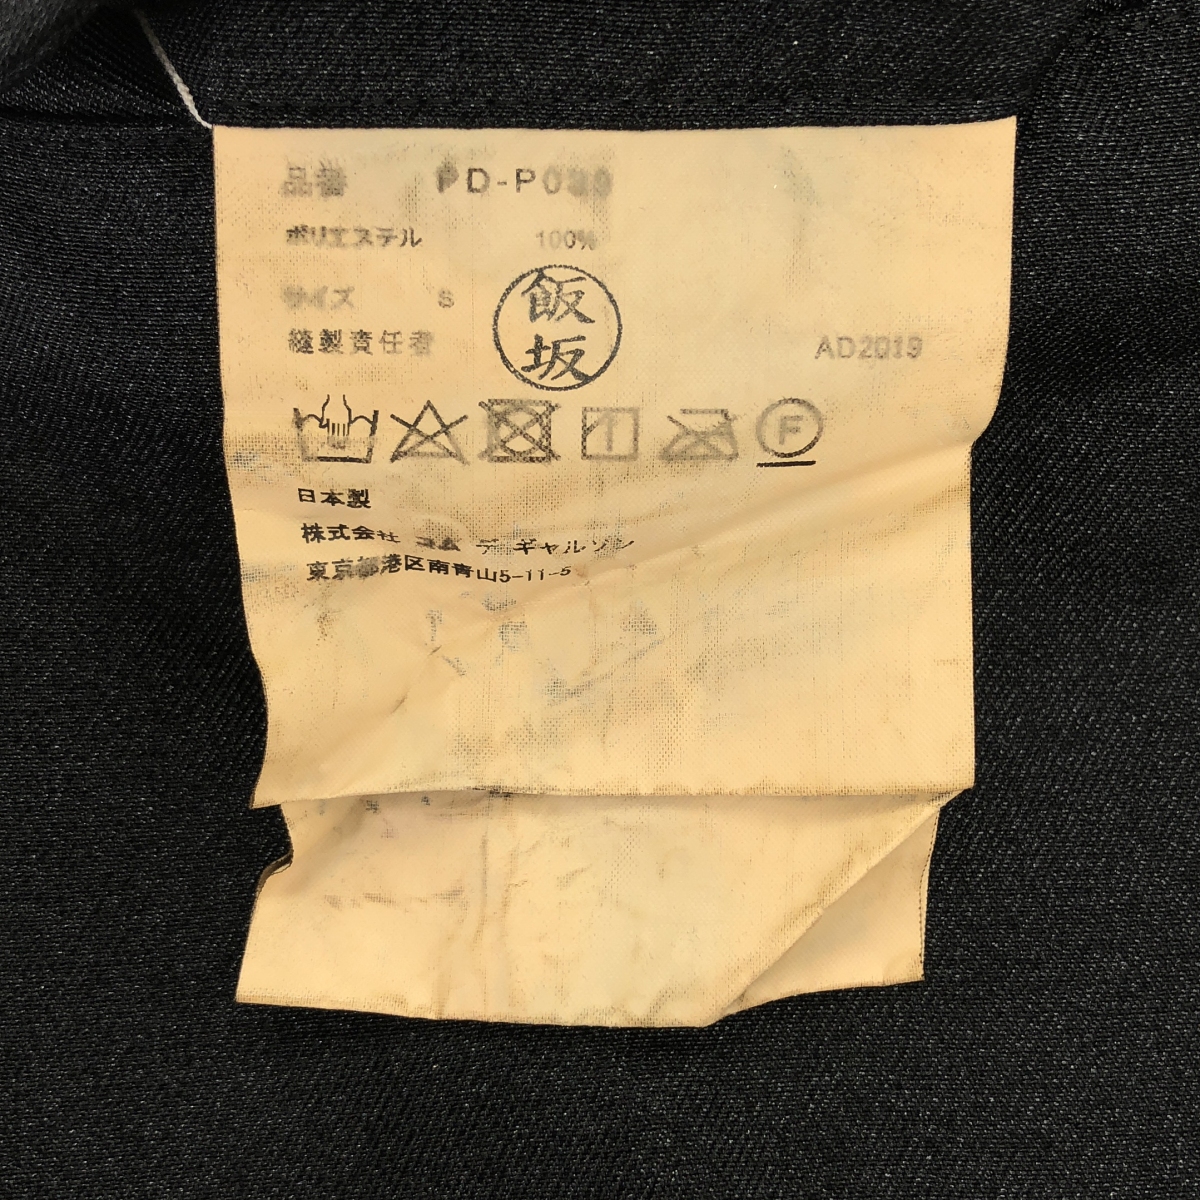 品番 PD-P039
ポリエステル 100%
サイズ S
飯坂
縫製責任者 AD2019
F
日本製
株式会社 コム デ ギャルソン
東京都港区南青山5-11-5